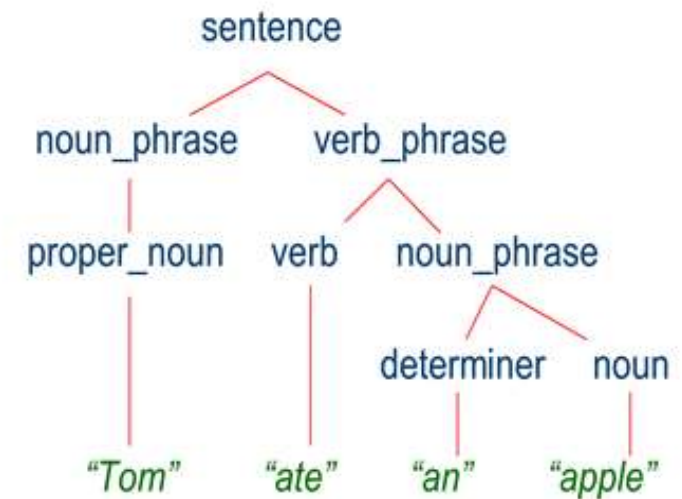 sentence
noun_phrase verb_phrase
proper_noun verb noun_phrase
determiner noun
“Tom” “ate” “an” “apple”